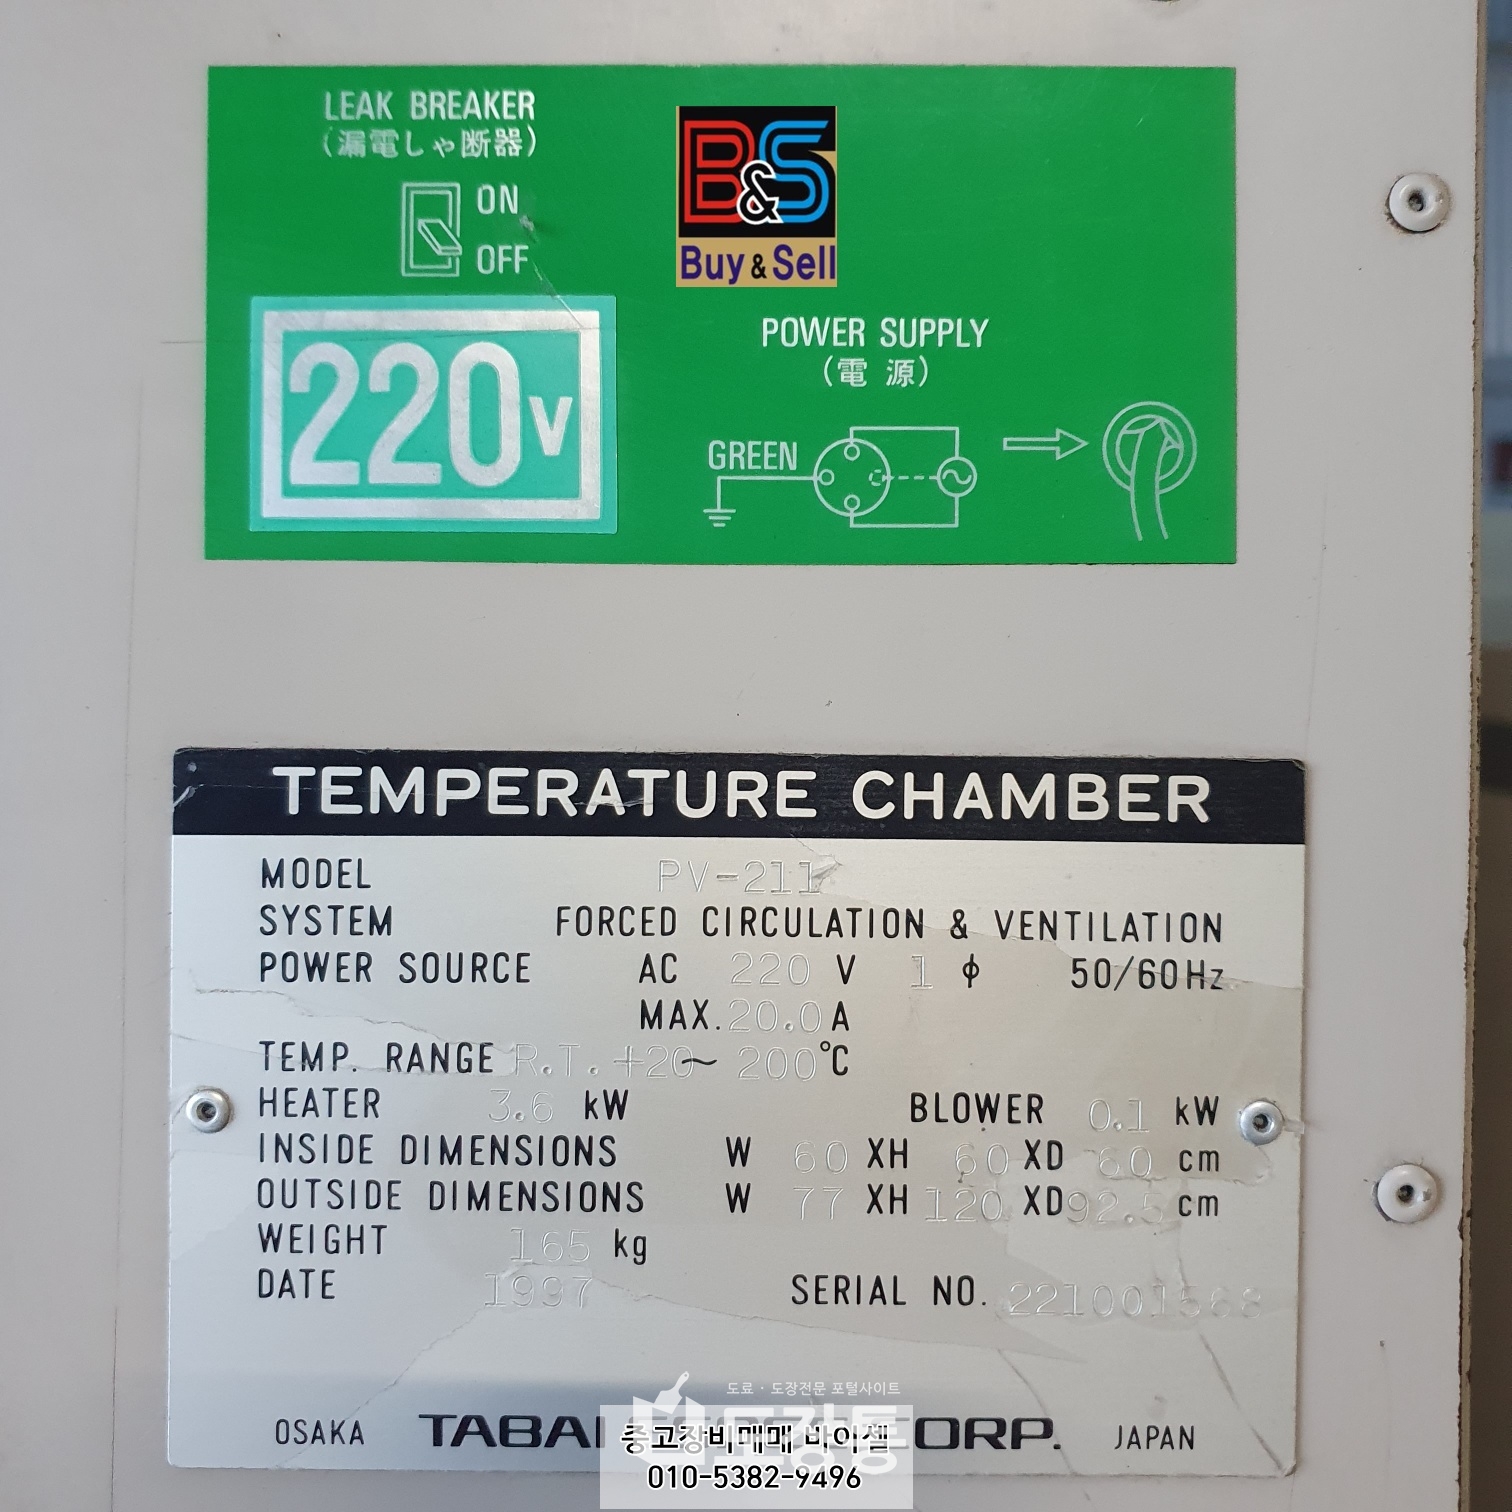 LEAK BREAKER
(漏電しゃ断器)
ON
OFF
B&S
Buy & Sell
220V
POWER SUPPLY
(電 源)
GREEN
TEMPERATURE CHAMBER
MODEL PV-211
SYSTEM FORCED CIRCULATION & VENTILATION
POWER SOURCE AC 220 V 1 ϕ 50/60Hz
MAX. 20.0 A
TEMP. RANGE R.T. +20~ 200°C
HEATER 3.6 kW BLOWER 0.1 kW
INSIDE DIMENSIONS W 60 XH 60 XD 60 cm
OUTSIDE DIMENSIONS W 77 XH 120 XD 92.5 cm
WEIGHT 165 kg
DATE 1997 SERIAL NO. 221001568
도료 · 도장전문 포털사이트
OSAKA TABAI CORP. JAPAN
중고장비매매 바이셀
010-5382-9496